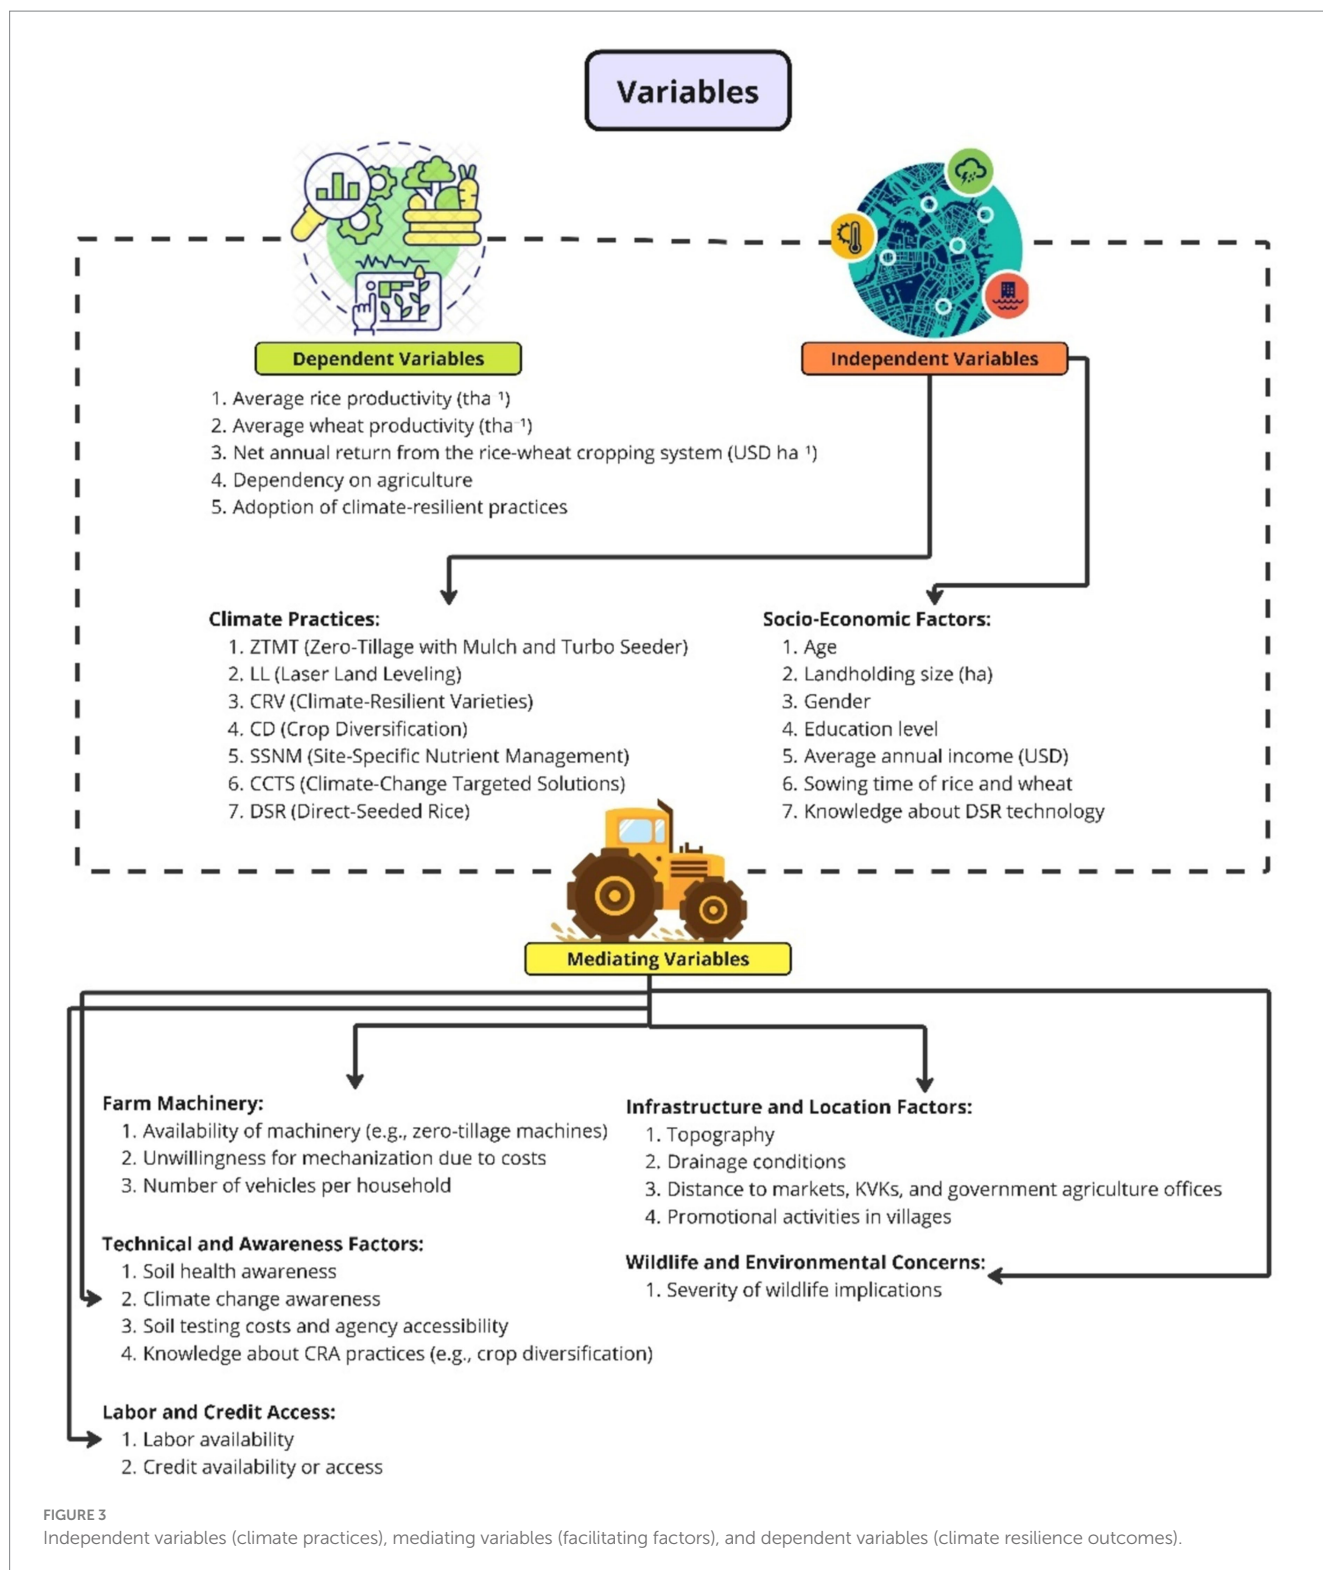 Variables
Dependent Variables
1. Average rice productivity (tha ¹)
2. Average wheat productivity (tha⁻¹)
3. Net annual return from the rice-wheat cropping system (USD ha ¹)
4. Dependency on agriculture
5. Adoption of climate-resilient practices
Independent Variables
Climate Practices:
1. ZTMT (Zero-Tillage with Mulch and Turbo Seeder)
2. LL (Laser Land Leveling)
3. CRV (Climate-Resilient Varieties)
4. CD (Crop Diversification)
5. SSNM (Site-Specific Nutrient Management)
6. CCTS (Climate-Change Targeted Solutions)
7. DSR (Direct-Seeded Rice)
Socio-Economic Factors:
1. Age
2. Landholding size (ha)
3. Gender
4. Education level
5. Average annual income (USD)
6. Sowing time of rice and wheat
7. Knowledge about DSR technology
Mediating Variables
Farm Machinery:
1. Availability of machinery (e.g., zero-tillage machines)
2. Unwillingness for mechanization due to costs
3. Number of vehicles per household
Technical and Awareness Factors:
1. Soil health awareness
2. Climate change awareness
3. Soil testing costs and agency accessibility
4. Knowledge about CRA practices (e.g., crop diversification)
Labor and Credit Access:
1. Labor availability
2. Credit availability or access
Infrastructure and Location Factors:
1. Topography
2. Drainage conditions
3. Distance to markets, KVKs, and government agriculture offices
4. Promotional activities in villages
Wildlife and Environmental Concerns:
1. Severity of wildlife implications
FIGURE 3
Independent variables (climate practices), mediating variables (facilitating factors), and dependent variables (climate resilience outcomes).